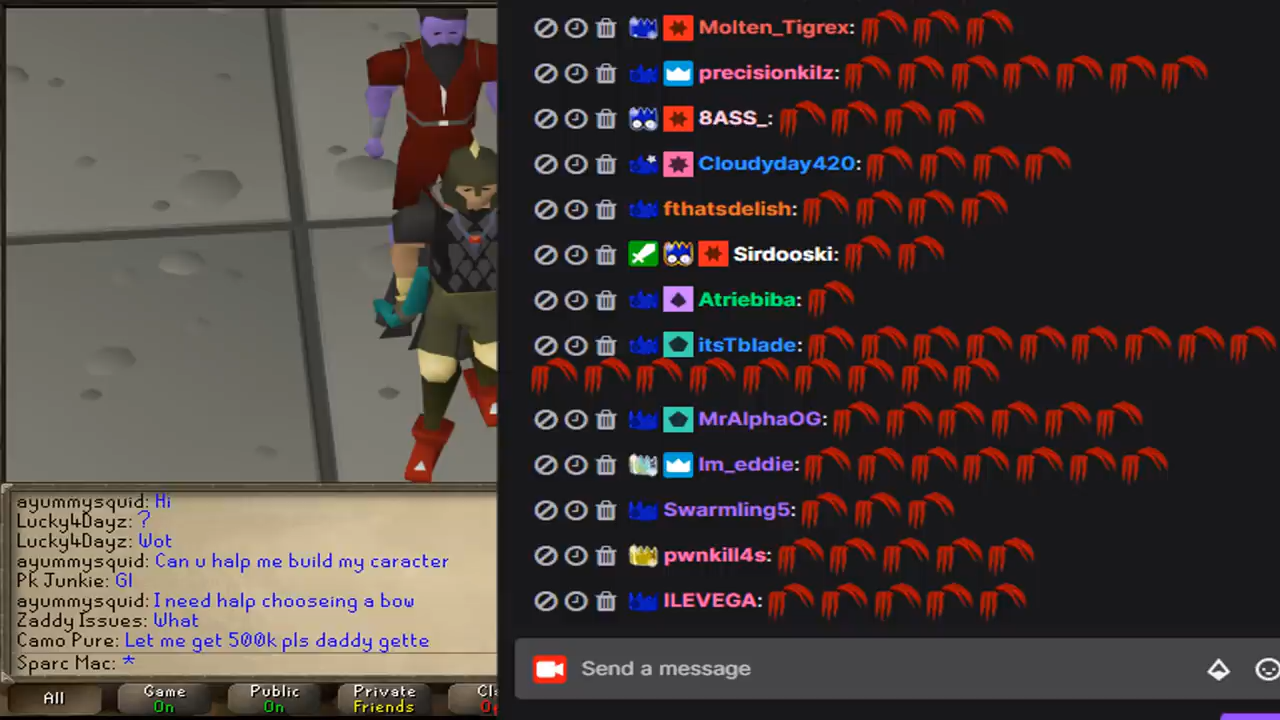 ayummysquid: Hi
Lucky4Dayz: ?
Lucky4Dayz: Wot
ayummysquid: Can u halp me build my caracter
Pk Junkie: Gl
ayummysquid: I need halp chooseing a bow
Zaddy Issues: What
Camo Pure: Let me get 500k pls daddy gette
Sparc Mac: *
All
Game
On
Public
On
Private
Friends
Molten_Tigrex:
precisionkilz:
8ASS_:
Cloudyday420:
fthatsdelish:
Sirdooski:
Atriebiba:
itsTblade:
MrAlphaOG:
Im_eddie:
Swarmling5:
pwnkill4s:
ILEVEGA:
Send a message